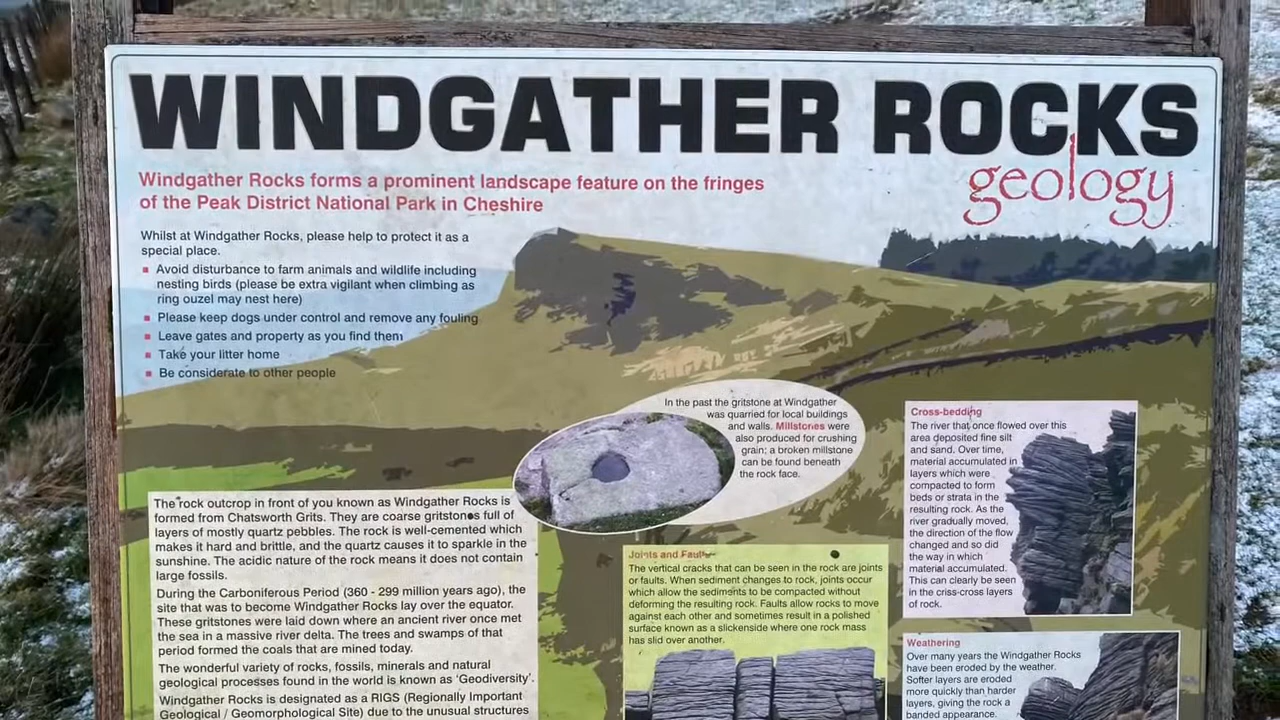 WINDGATHER ROCKS
geology
Windgather Rocks forms a prominent landscape feature on the fringes
of the Peak District National Park in Cheshire
Whilst at Windgather Rocks, please help to protect it as a
special place.
Avoid disturbance to farm animals and wildlife including
nesting birds (please be extra vigilant when climbing as
ring ouzel may nest here)
Please keep dogs under control and remove any fouling
Leave gates and property as you find them
Take your litter home
Be considerate to other people
In the past the gritstone at Windgather
was quarried for local buildings
and walls. Millstones were
also produced for crushing
grain; a broken millstone
can be found beneath
the rock face.
The rock outcrop in front of you known as Windgather Rocks is
formed from Chatsworth Grits. They are coarse gritstones full of
layers of mostly quartz pebbles. The rock is well-cemented which
makes it hard and brittle, and the quartz causes it to sparkle in the
sunshine. The acidic nature of the rock means it does not contain
large fossils.
During the Carboniferous Period (360 - 299 million years ago), the
site that was to become Windgather Rocks lay over the equator.
These gritstones were laid down where an ancient river once met
the sea in a massive river delta. The trees and swamps of that
period formed the coals that are mined today.
The wonderful variety of rocks, fossils, minerals and natural
geological processes found in the world is known as 'Geodiversity'.
Windgather Rocks is designated as a RIGS (Regionally Important
Geological / Geomorphological Site) due to the unusual structures
Joints and Faults
The vertical cracks that can be seen in the rock are joints
or faults. When sediment changes to rock, joints occur
which allow the sediments to be compacted without
deforming the resulting rock. Faults allow rocks to move
against each other and sometimes result in a polished
surface known as a slickenside where one rock mass
has slid over another.
Cross-bedding
The river that once flowed over this
area deposited fine silt
and sand. Over time,
material accumulated in
layers which were
compacted to form
beds or strata in the
resulting rock. As the
river gradually moved,
the direction of the flow
changed and so did
the way in which
material accumulated.
This can clearly be seen
in the criss-cross layers
of rock.
Weathering
Over many years the Windgather Rocks
have been eroded by the weather.
Softer layers are eroded
more quickly than harder
layers, giving the rock a
banded appearance.